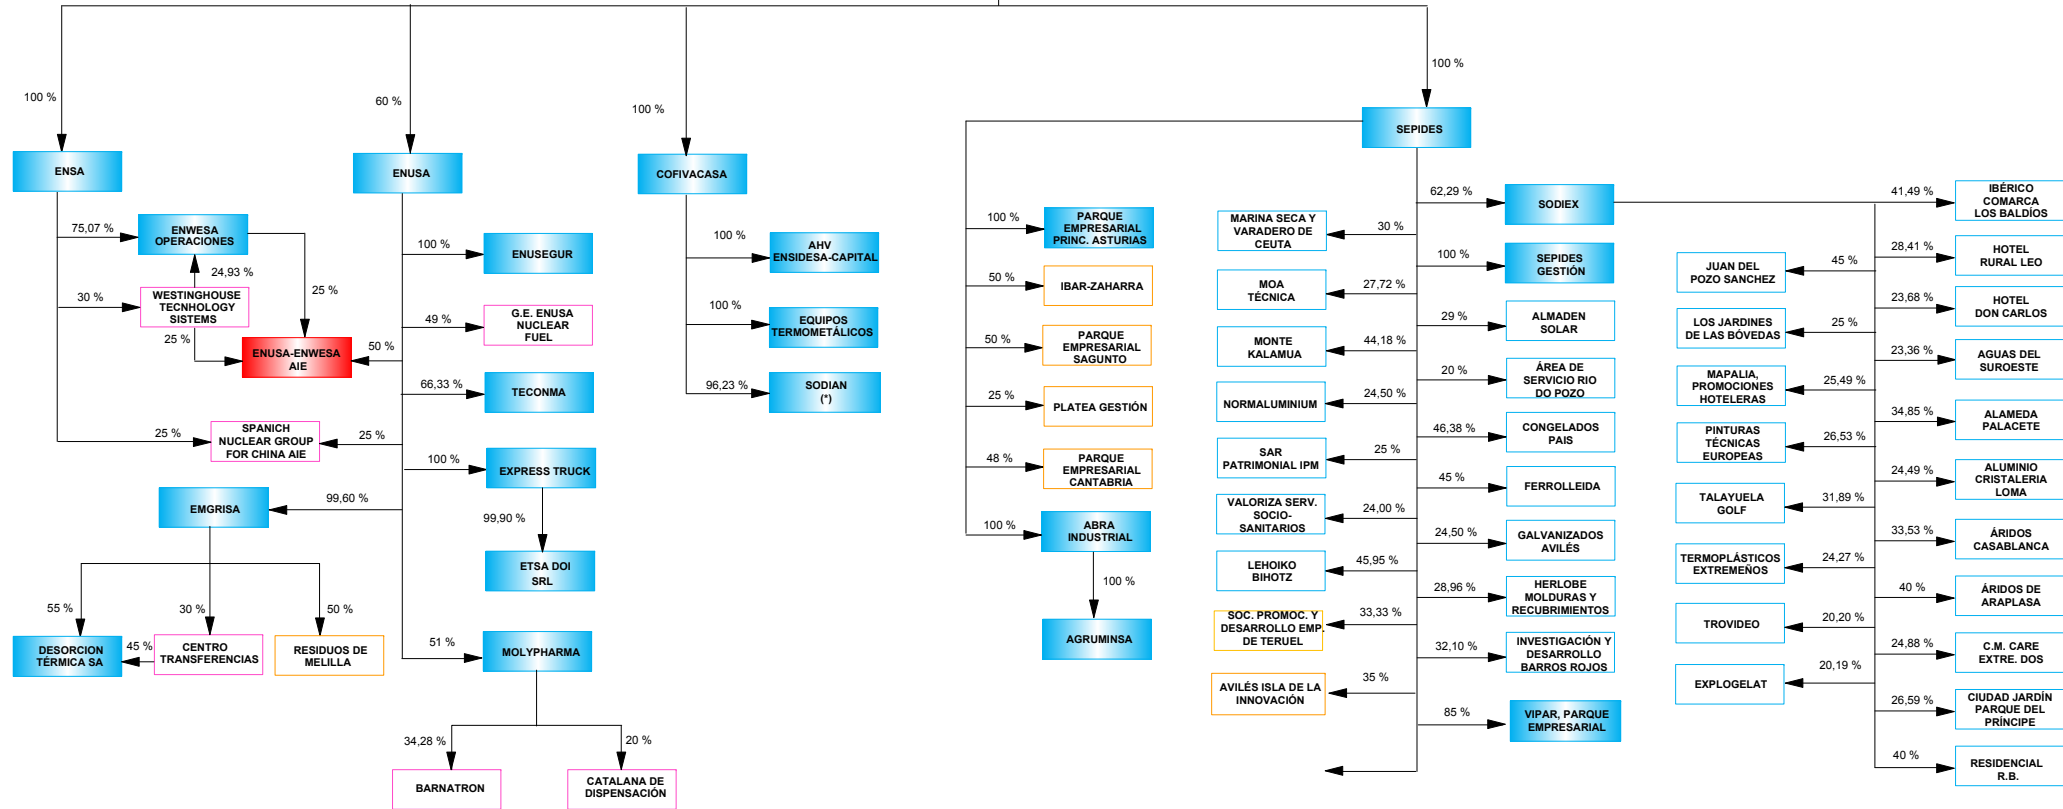 100 %
60 %
100 %
100 %
ENSA
ENUSA
COFIVACASA
SEPIDES
75,07 %
ENWESA
OPERACIONES
24,93 %
30 %
WESTINGHOUSE
TECNHOLOGY
SISTEMS
25 %
25 %
ENUSA-ENWESA
AIE
50 %
25 %
SPANICH
NUCLEAR GROUP
FOR CHINA AIE
25 %
100 %
ENUSEGUR
49 %
G.E. ENUSA
NUCLEAR
FUEL
66,33 %
TECONMA
100 %
EXPRESS TRUCK
99,90 %
ETSA DOI
SRL
99,60 %
EMGRISA
55 %
30 %
50 %
DESORCION
TÉRMICA SA
45 %
CENTRO
TRANSFERENCIAS
RESIDUOS DE
MELILLA
51 %
MOLYPHARMA
34,28 %
20 %
BARNATRON
CATALANA DE
DISPENSACIÓN
100 %
AHV
ENSIDESA-CAPITAL
100 %
EQUIPOS
TERMOMETÁLICOS
96,23 %
SODIAN
(*)
100 %
PARQUE
EMPRESARIAL
PRINC. ASTURIAS
50 %
IBAR-ZAHARRA
50 %
PARQUE
EMPRESARIAL
SAGUNTO
25 %
PLATEA GESTIÓN
48 %
PARQUE
EMPRESARIAL
CANTABRIA
100 %
ABRA
INDUSTRIAL
100 %
AGRUMINSA
MARINA SECA Y
VARADERO DE
CEUTA
30 %
MOA
TÉCNICA
27,72 %
MONTE
KALAMUA
44,18 %
NORMALUMINIUM
24,50 %
SAR
PATRIMONIAL IPM
25 %
VALORIZA SERV.
SOCIO-
SANITARIOS
24,00 %
LEHOIKO
BIHOTZ
45,95 %
SOC. PROMOC. Y
DESARROLLO EMP.
DE TERUEL
33,33 %
AVILÉS ISLA DE LA
INNOVACIÓN
35 %
62,29 %
SODIEX
100 %
SEPIDES
GESTIÓN
29 %
ALMADEN
SOLAR
20 %
ÁREA DE
SERVICIO RIO
DO POZO
46,38 %
CONGELADOS
PAIS
45 %
FERROLLEIDA
24,50 %
GALVANIZADOS
AVILÉS
28,96 %
HERLOBE
MOLDURAS Y
RECUBRIMIENTOS
32,10 %
INVESTIGACIÓN Y
DESARROLLO
BARROS ROJOS
85 %
VIPAR, PARQUE
EMPRESARIAL
JUAN DEL
POZO SANCHEZ
45 %
LOS JARDINES
DE LAS BÓVEDAS
25 %
MAPALIA,
PROMOCIONES
HOTELERAS
25,49 %
PINTURAS
TÉCNICAS
EUROPEAS
26,53 %
TALAYUELA
GOLF
31,89 %
TERMOPLÁSTICOS
EXTREMEÑOS
24,27 %
TROVIDEO
20,20 %
EXPLOGELAT
20,19 %
41,49 %
IBÉRICO
COMARCA
LOS BALDÍOS
28,41 %
HOTEL
RURAL LEO
23,68 %
HOTEL
DON CARLOS
23,36 %
AGUAS DEL
SUROESTE
34,85 %
ALAMEDA
PALACETE
24,49 %
ALUMINIO
CRISTALERIA
LOMA
33,53 %
ÁRIDOS
CASABLANCA
40 %
ÁRIDOS DE
ARAPLASA
24,88 %
C.M. CARE
EXTRE. DOS
26,59 %
CIUDAD JARDÍN
PARQUE DEL
PRÍNCIPE
40 %
RESIDENCIAL
R.B.